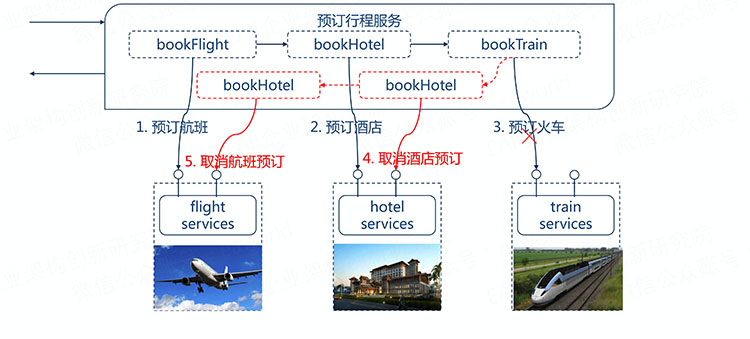 预订行程服务
bookFlight
bookHotel
bookTrain
bookHotel
bookHotel
1. 预订航班
2. 预订酒店
3. 预订火车
5. 取消航班预订
4. 取消酒店预订
flight
services
hotel
services
train
services